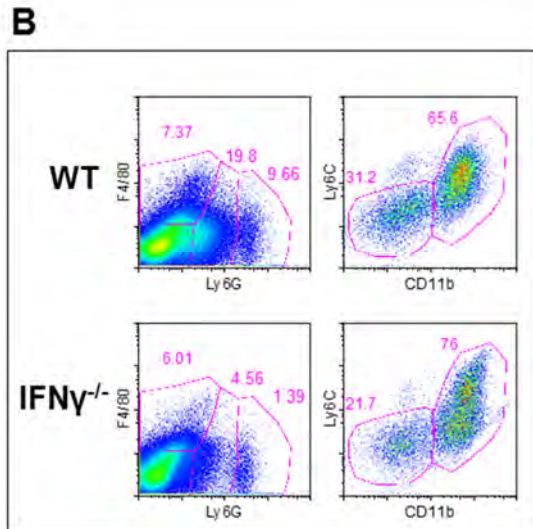 B
WT
7.37
19.8
9.66
F4/80
Ly6G
65.6
31.2
Ly6C
CD11b
IFNγ-/-
6.01
4.56
1.39
F4/80
Ly6G
76
21.7
Ly6C
CD11b